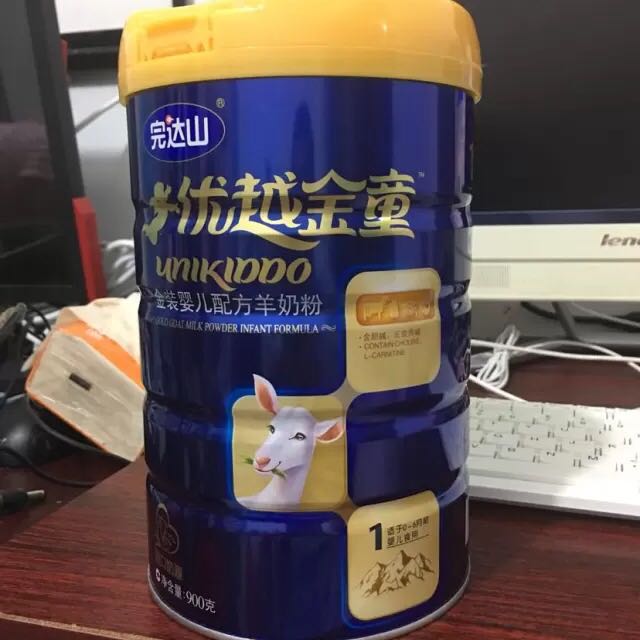 完达山
®
优越金童
TM
UNIKIDDO
金装婴儿配方羊奶粉
GOLD GOAT MILK POWDER INFANT FORMULA
·含胆碱、左旋肉碱
·CONTAIN CHOLINE,
L-CARNITINE
1
适于0~6月龄
婴儿食用
净含量:900克
leno